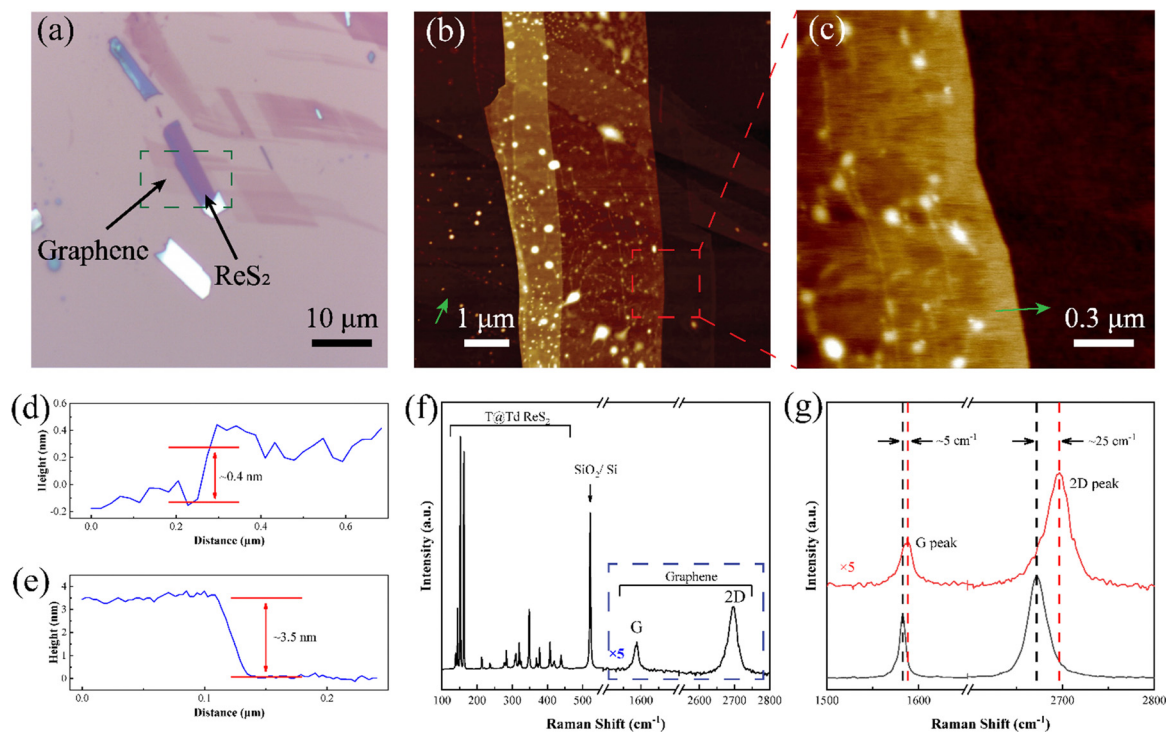 (a)
Graphene
ReS₂
10 μm
(b)
1 μm
(c)
0.3 μm
(d)
Height (nm)
0.6
0.4
0.2
0.0
-0.2
~0.4 nm
0.0 0.2 0.4 0.6
Distance (μm)
(e)
Height (nm)
4
3
2
1
0
~3.5 nm
0.0 0.1 0.2
Distance (μm)
(f)
Intensity (a.u.)
T@Td ReS₂
SiO₂/ Si
Graphene
G
2D
×5
100 200 300 400 500 1600 2700 2800
Raman Shift (cm⁻¹)
(g)
Intensity (a.u.)
~5 cm⁻¹
~25 cm⁻¹
2D peak
G peak
×5
1500 1600 2700 2800
Raman Shift (cm⁻¹)